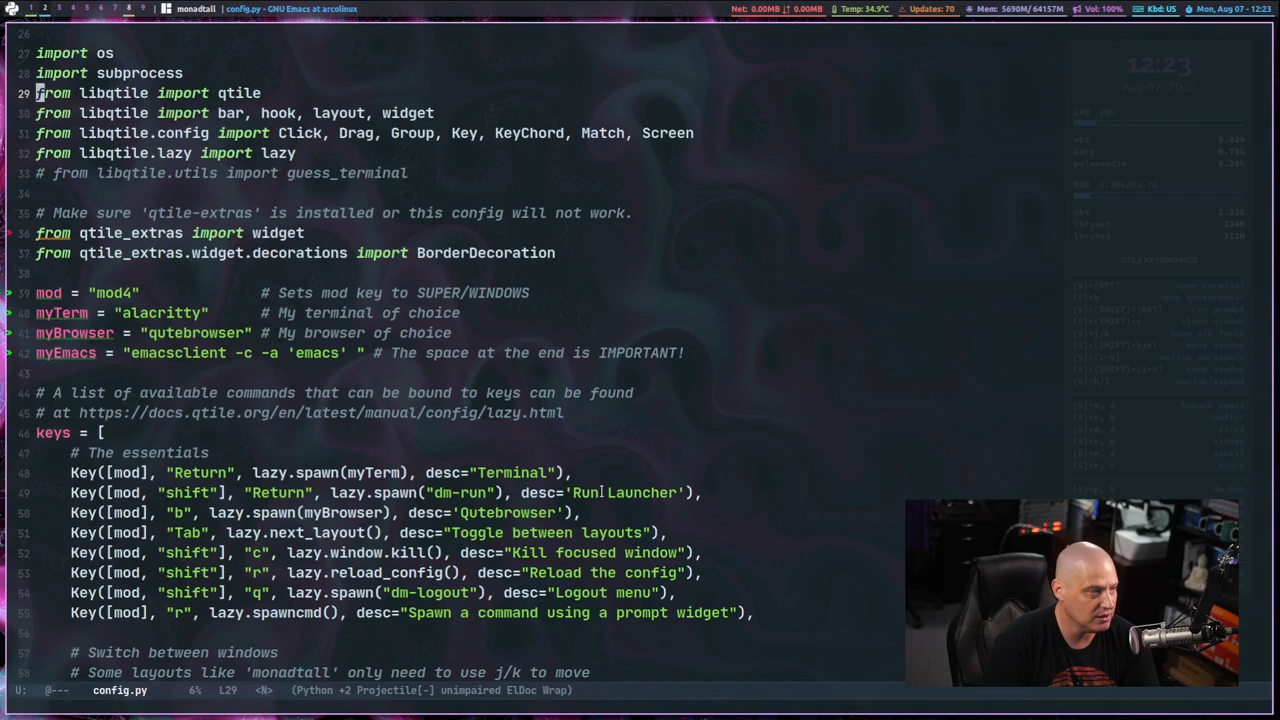 1 2 3 4 5 6 7 8 9 monadtall | config.py - GNU Emacs at arcolinux Net: 0.00MB ↓↑ 0.00MB Temp: 34.9°C Updates: 70 Mem: 5690M/ 64157M Vol: 100% Kbd: US Mon, Aug 07 - 12:23
26
27 import os
28 import subprocess
29 from libqtile import qtile
30 from libqtile import bar, hook, layout, widget
31 from libqtile.config import Click, Drag, Group, Key, KeyChord, Match, Screen
32 from libqtile.lazy import lazy
33 # from libqtile.utils import guess_terminal
34
35 # Make sure 'qtile-extras' is installed or this config will not work.
36 from qtile_extras import widget
37 from qtile_extras.widget.decorations import BorderDecoration
38
39 mod = "mod4" # Sets mod key to SUPER/WINDOWS
40 myTerm = "alacritty" # My terminal of choice
41 myBrowser = "qutebrowser" # My browser of choice
42 myEmacs = "emacsclient -c -a 'emacs' " # The space at the end is IMPORTANT!
43
44 # A list of available commands that can be bound to keys can be found
45 # at https://docs.qtile.org/en/latest/manual/config/lazy.html
46 keys = [
47 # The essentials
48 Key([mod], "Return", lazy.spawn(myTerm), desc="Terminal"),
49 Key([mod, "shift"], "Return", lazy.spawn("dm-run"), desc='Run Launcher'),
50 Key([mod], "b", lazy.spawn(myBrowser), desc='Qutebrowser'),
51 Key([mod], "Tab", lazy.next_layout(), desc="Toggle between layouts"),
52 Key([mod, "shift"], "c", lazy.window.kill(), desc="Kill focused window"),
53 Key([mod, "shift"], "r", lazy.reload_config(), desc="Reload the config"),
54 Key([mod, "shift"], "q", lazy.spawn("dm-logout"), desc="Logout menu"),
55 Key([mod], "r", lazy.spawncmd(), desc="Spawn a command using a prompt widget"),
56
57 # Switch between windows
58 # Some layouts like 'monadtall' only need to use j/k to move
U: @--- config.py 6% L29 <N> (Python +2 Projectile[-] unimpaired ElDoc Wrap)
12:23
Aug 07, 2023